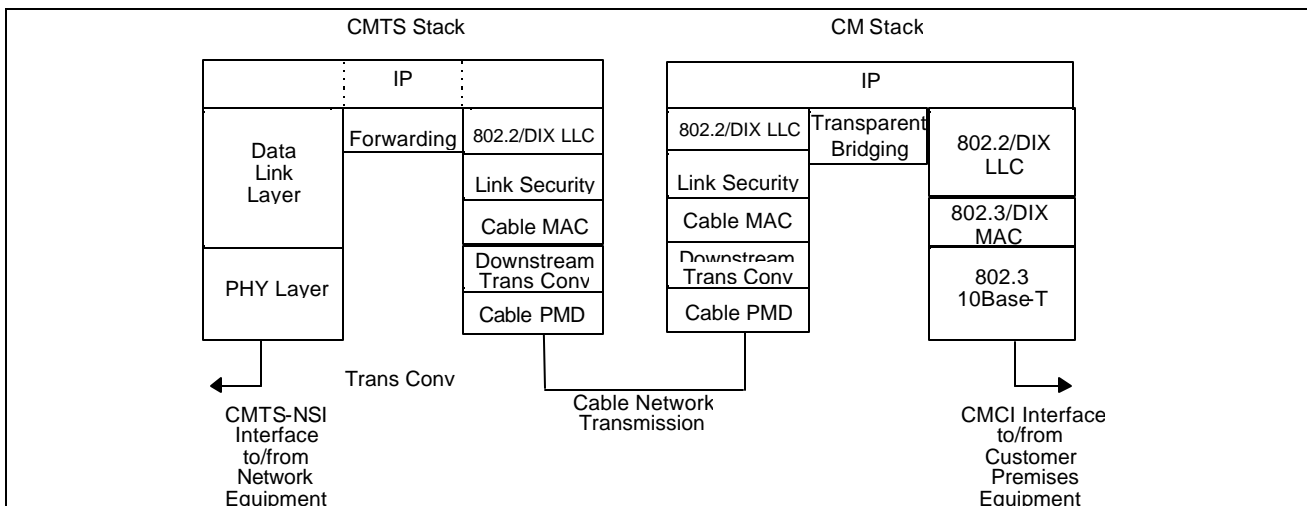 CMTS Stack
CM Stack
IP
IP
Data
Link
Layer
Forwarding
802.2/DIX LLC
Link Security
Cable MAC
Downstream
Trans Conv
Cable PMD
PHY Layer
802.2/DIX LLC
Transparent
Bridging
Link Security
Cable MAC
Downstream
Trans Conv
Cable PMD
802.2/DIX
LLC
802.3/DIX
MAC
802.3
10Base-T
Trans Conv
Cable Network
Transmission
CMTS-NSI
Interface
to/from
Network
Equipment
CMCI Interface
to/from
Customer
Premises
Equipment